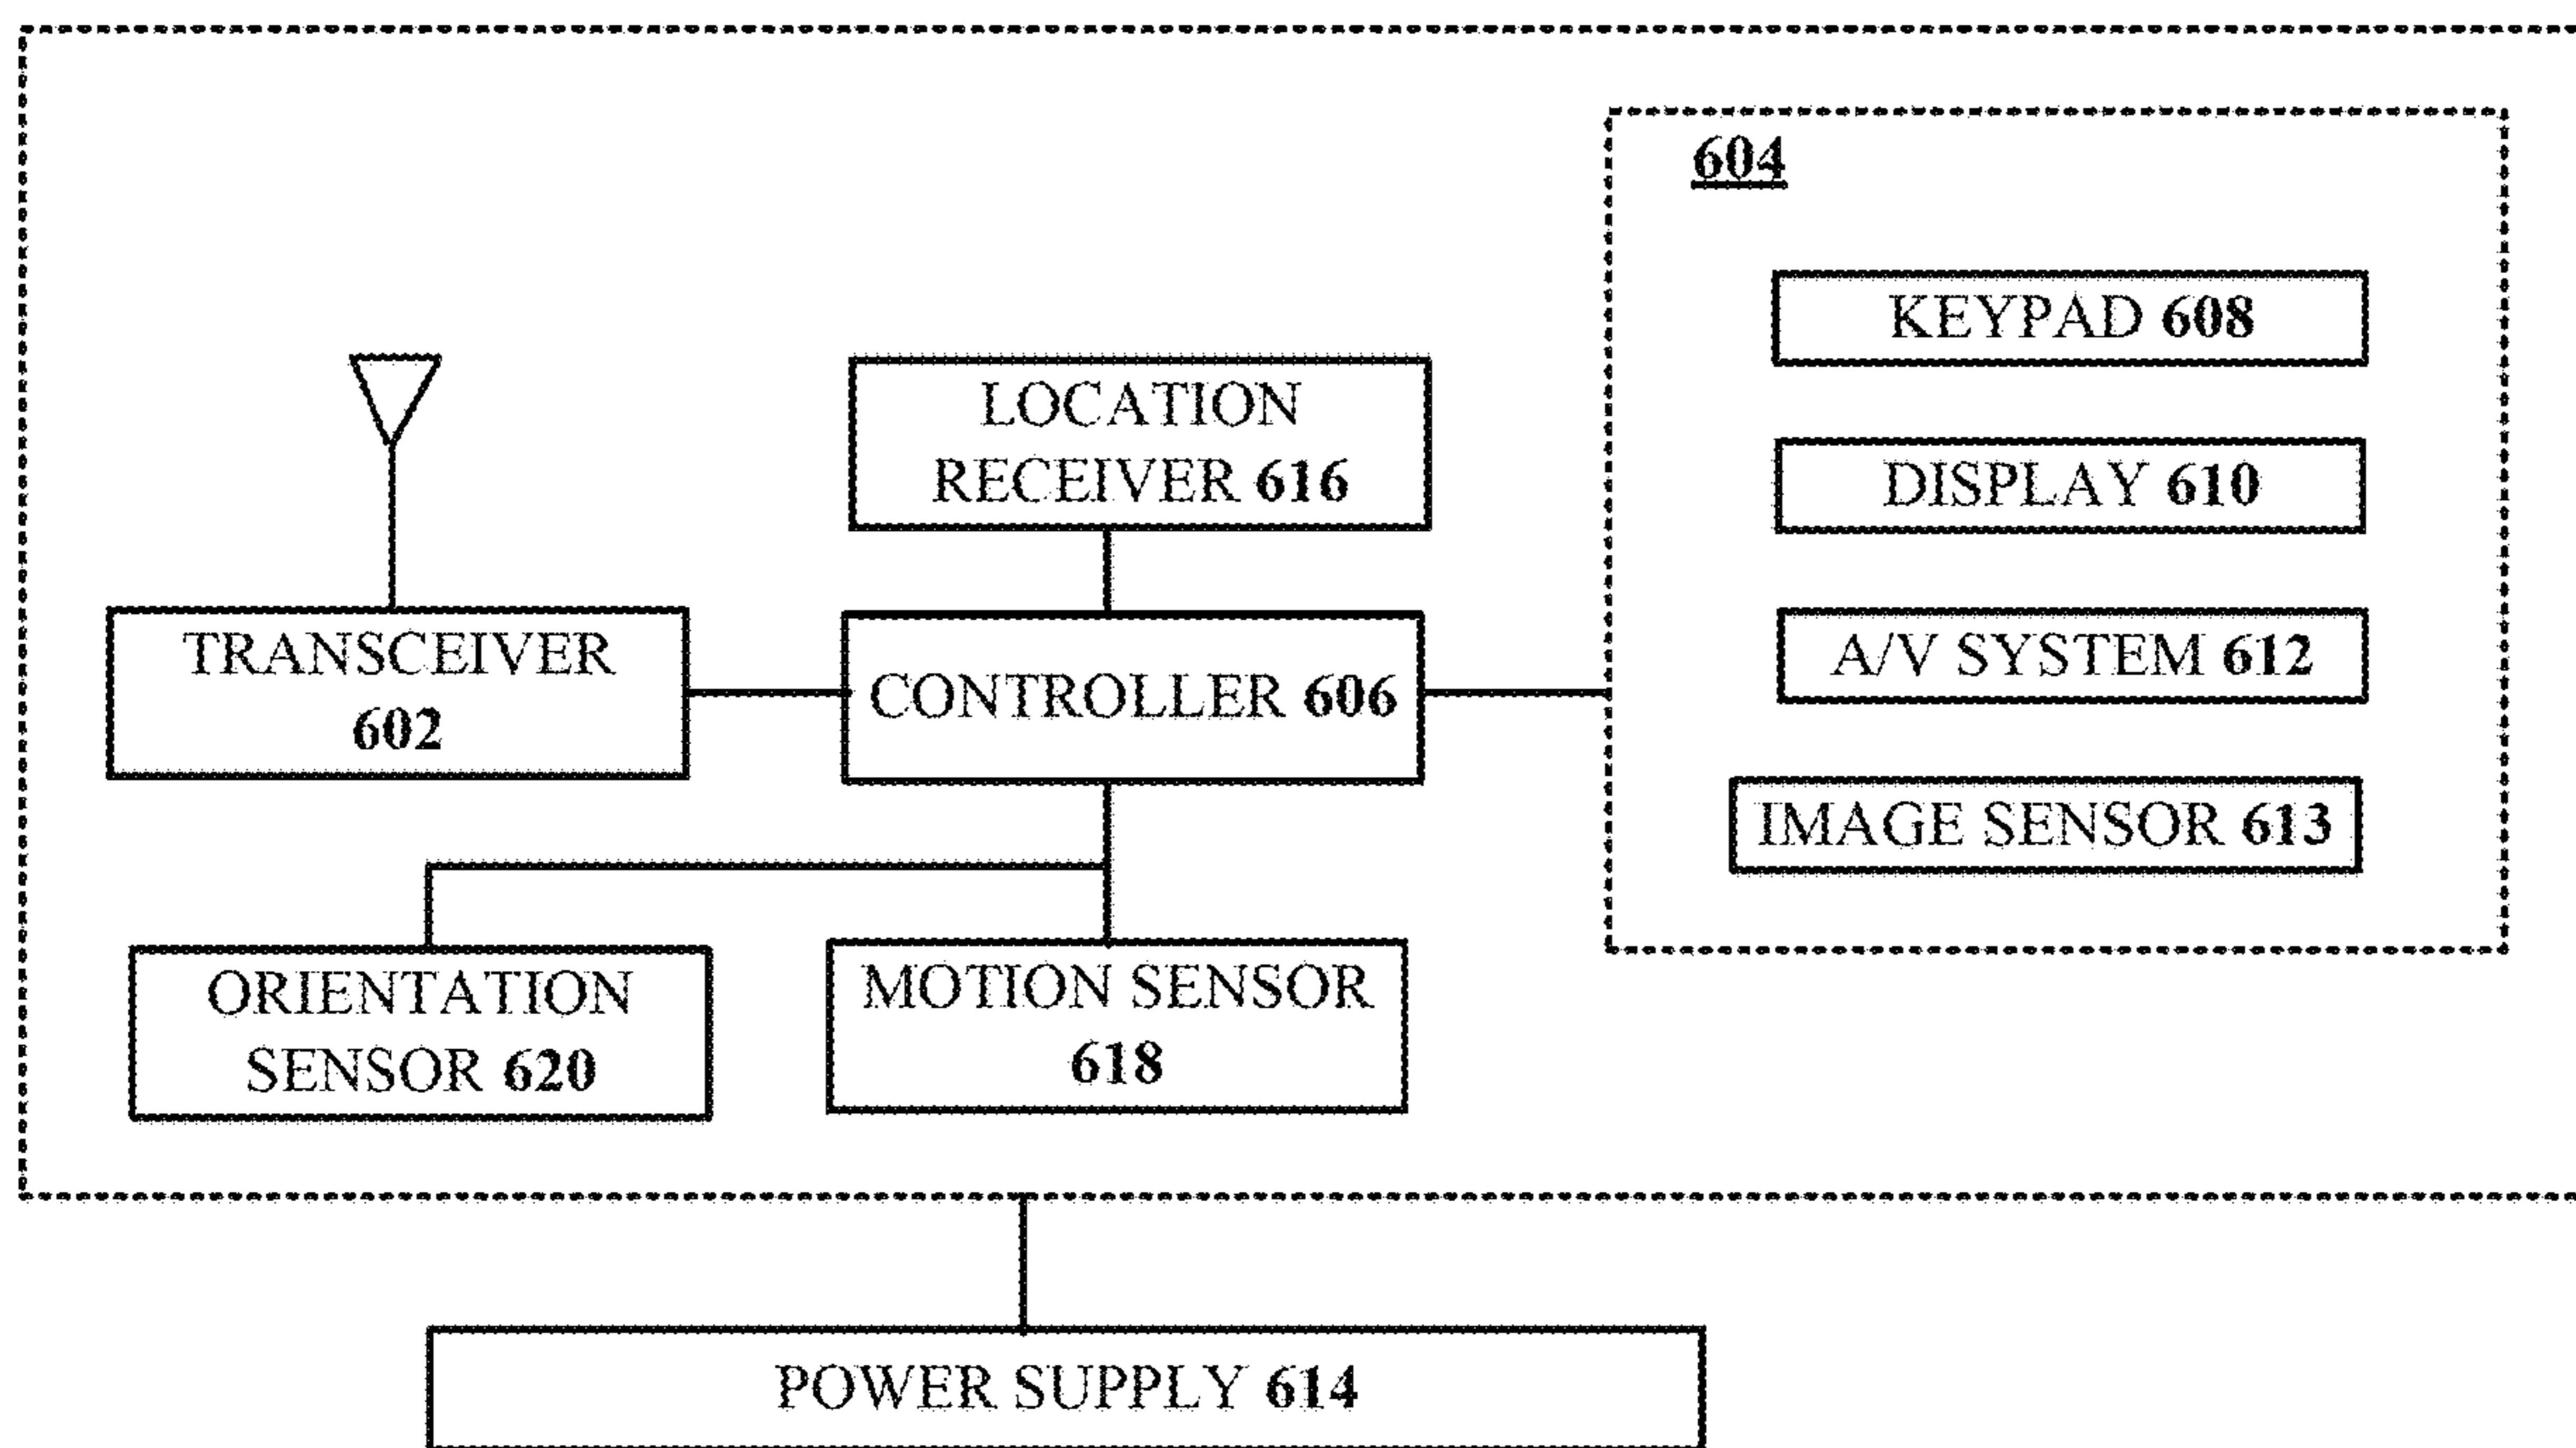 604
KEYPAD 608
DISPLAY 610
A/V SYSTEM 612
IMAGE SENSOR 613
LOCATION
RECEIVER 616
TRANSCEIVER
602
CONTROLLER 606
ORIENTATION
SENSOR 620
MOTION SENSOR
618
POWER SUPPLY 614